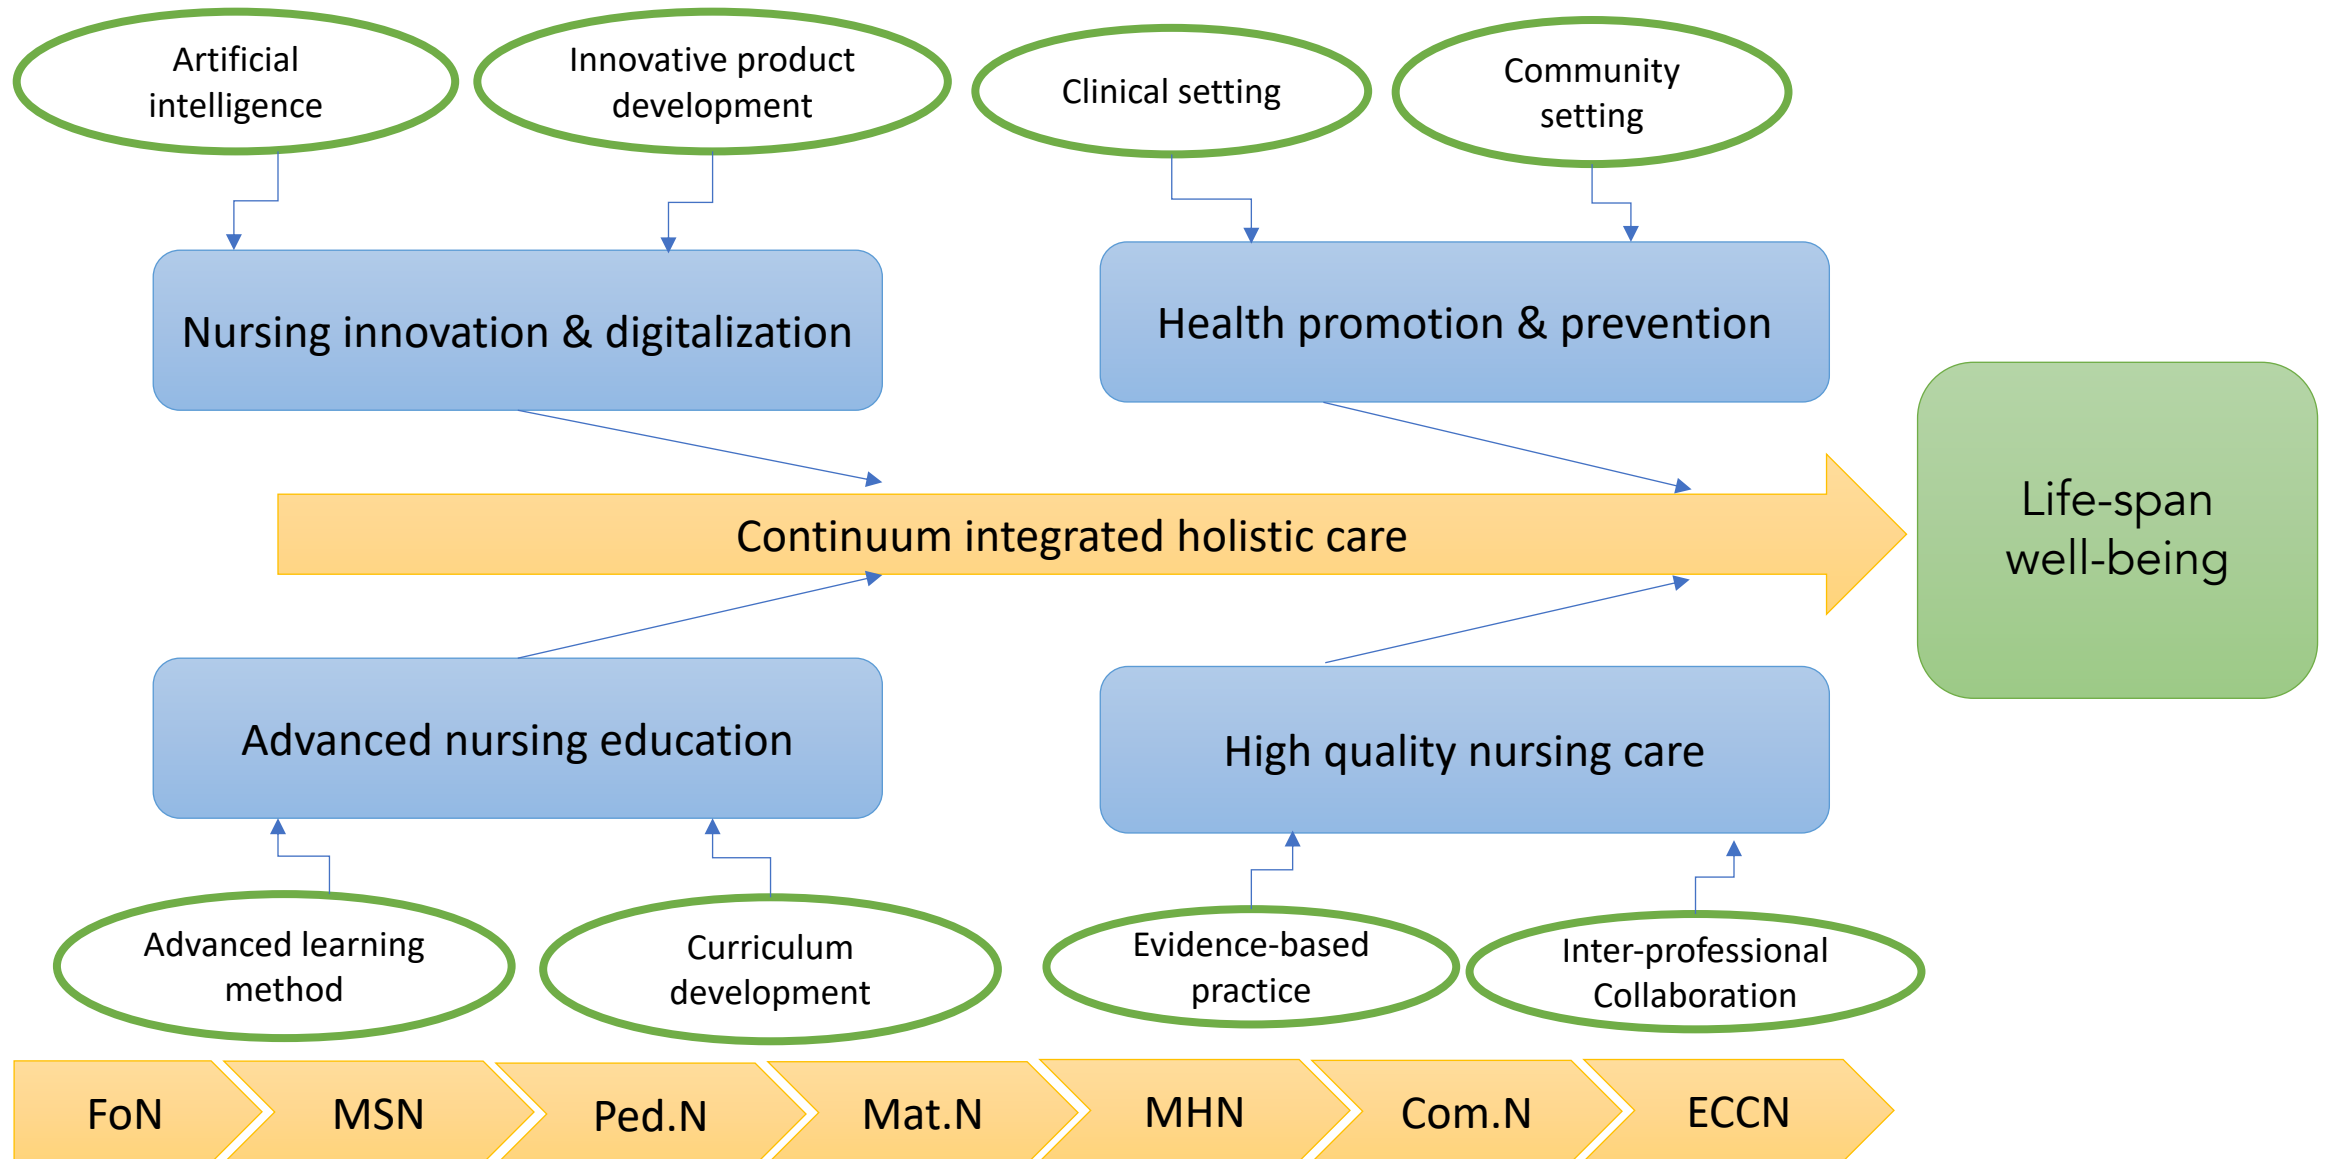 Artificial
intelligence
Innovative product
development
Clinical setting
Community
setting
Nursing innovation & digitalization
Health promotion & prevention
Continuum integrated holistic care
Life-span
well-being
Advanced nursing education
High quality nursing care
Advanced learning
method
Curriculum
development
Evidence-based
practice
Inter-professional
Collaboration
FoN
MSN
Ped.N
Mat.N
MHN
Com.N
ECCN